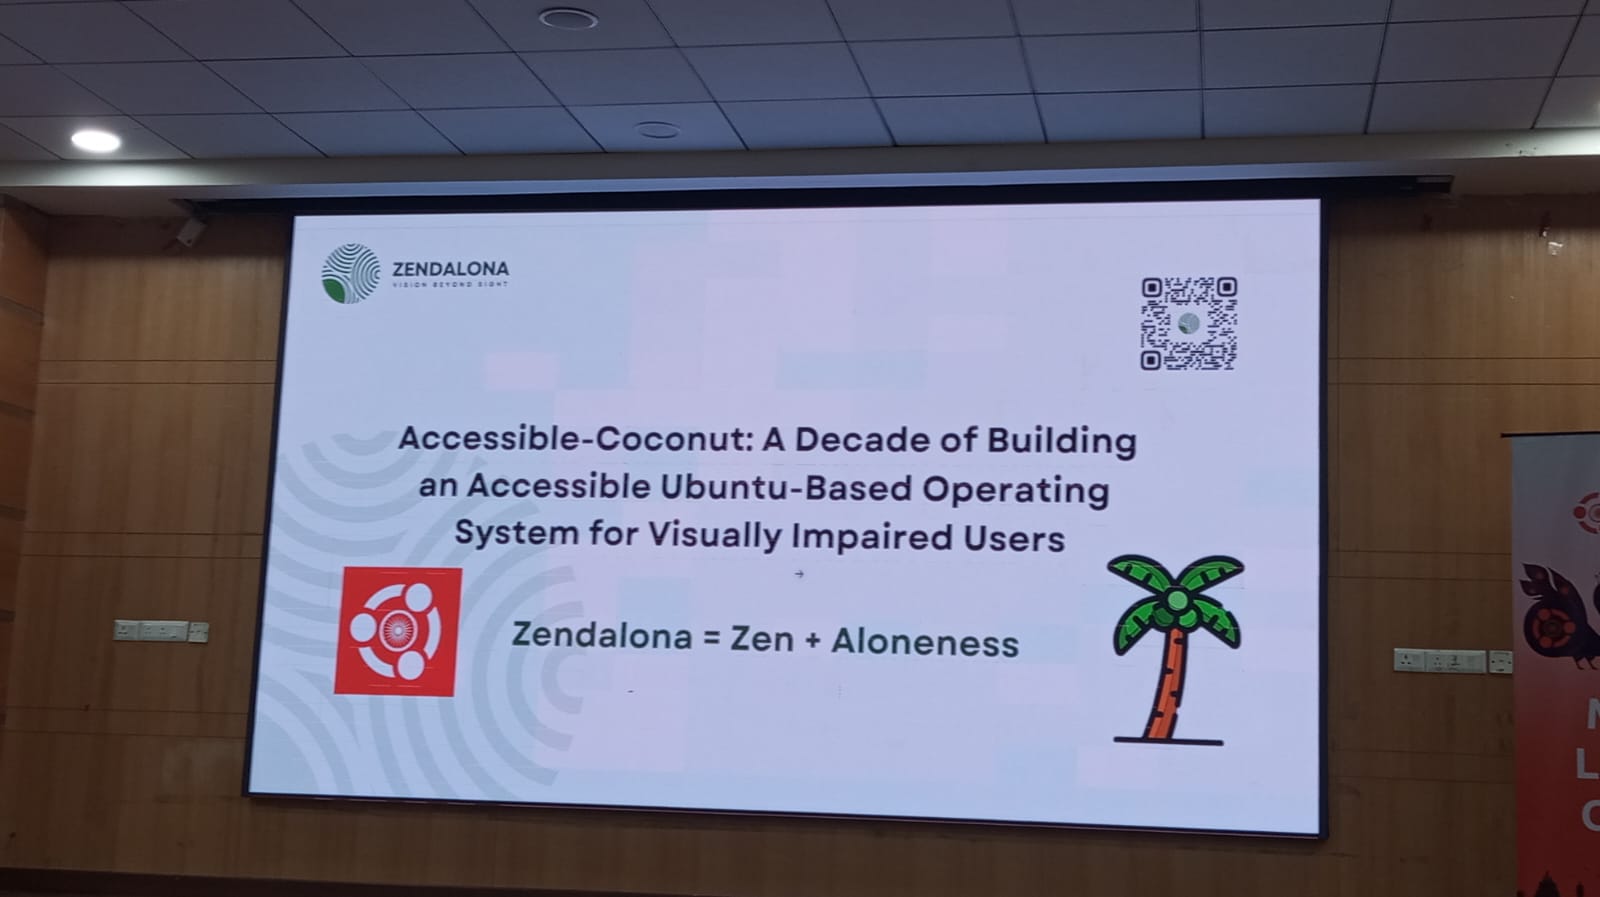 ZENDALONA
VISION BEYOND SIGHT
Accessible-Coconut: A Decade of Building
an Accessible Ubuntu-Based Operating
System for Visually Impaired Users
Zendalona = Zen + Aloneness